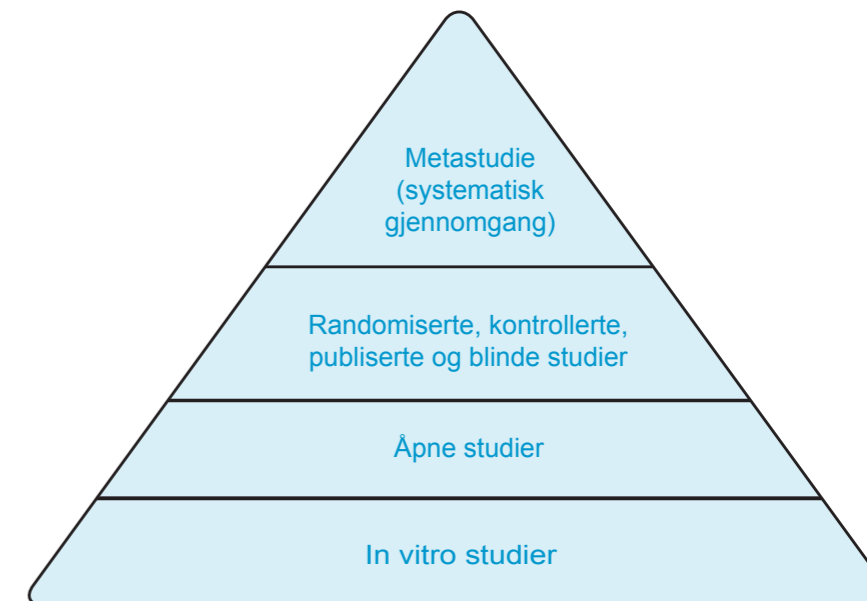 Metastudie
(systematisk
gjennomgang)
Randomiserte, kontrollerte,
publiserte og blinde studier
Åpne studier
In vitro studier